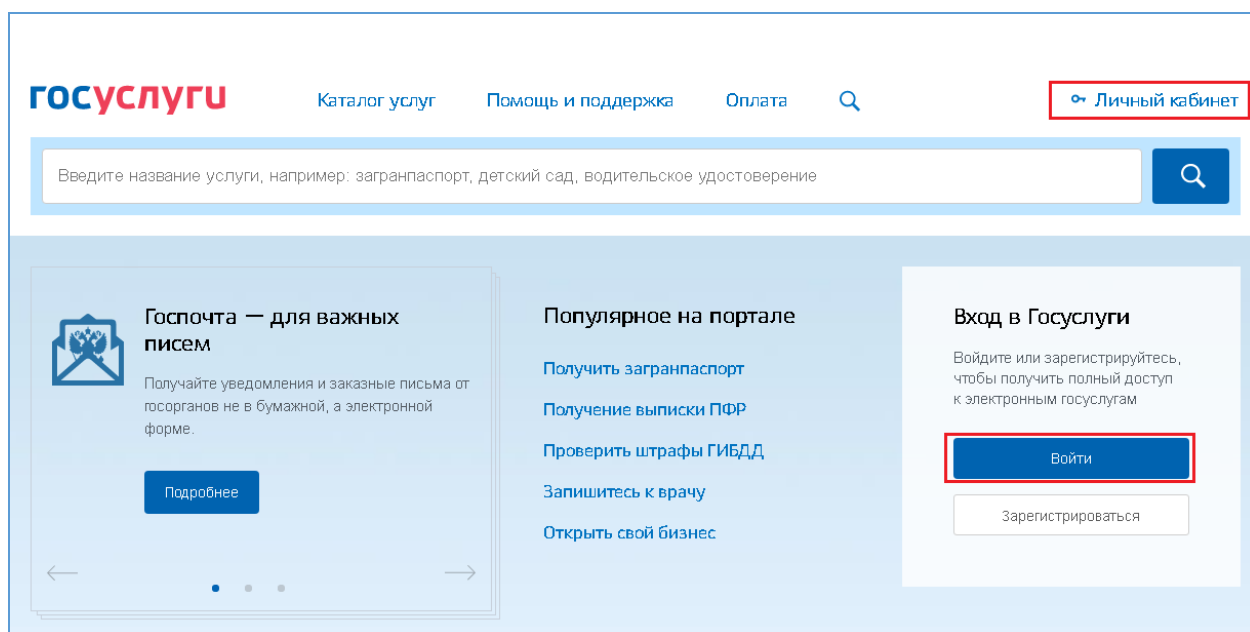 госуслуги
Каталог услуг
Помощь и поддержка
Оплата
Личный кабинет
Введите название услуги, например: загранпаспорт, детский сад, водительское удостоверение
Госпочта — для важных
писем
Получайте уведомления и заказные письма от
госорганов не в бумажной, а электронной
форме.
Подробнее
Популярное на портале
Получить загранпаспорт
Получение выписки ПФР
Проверить штрафы ГИБДД
Запишитесь к врачу
Открыть свой бизнес
Вход в Госуслуги
Войдите или зарегистрируйтесь,
чтобы получить полный доступ
к электронным госуслугам
Войти
Зарегистрироваться